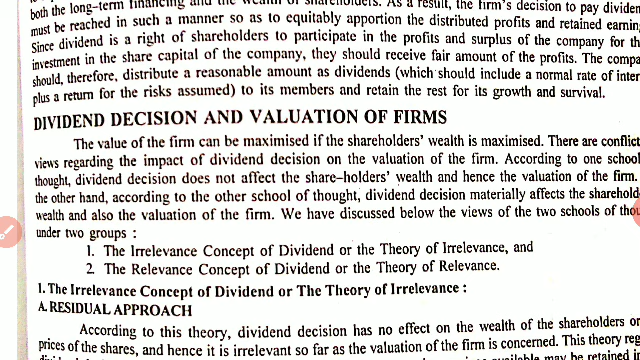 both the long-term financing and the wealth of shareholders. As a result, the firm's decision to pay dividen
must be reached in such a manner so as to equitably apportion the distributed profits and retained earnin
Since dividend is a right of shareholders to participate in the profits and surplus of the company for th
investment in the share capital of the company, they should receive fair amount of the profits. The compa
should, therefore, distribute a reasonable amount as dividends (which should include a normal rate of inter
plus a return for the risks assumed) to its members and retain the rest for its growth and survival.
DIVIDEND DECISION AND VALUATION OF FIRMS
The value of the firm can be maximised if the shareholders' wealth is maximised. There are conflict
views regarding the impact of dividend decision on the valuation of the firm. According to one school
thought, dividend decision does not affect the share-holders' wealth and hence the valuation of the firm.
the other hand, according to the other school of thought, dividend decision materially affects the sharehold
wealth and also the valuation of the firm. We have discussed below the views of the two schools of thou
under two groups :
1. The Irrelevance Concept of Dividend or the Theory of Irrelevance, and
2. The Relevance Concept of Dividend or the Theory of Relevance.
1. The Irrelevance Concept of Dividend or The Theory of Irrelevance :
A. RESIDUAL APPROACH
According to this theory, dividend decision has no effect on the wealth of the shareholders or
prices of the shares, and hence it is irrelevant so far as the valuation of the firm is concerned. This theory reg
available may be retained in